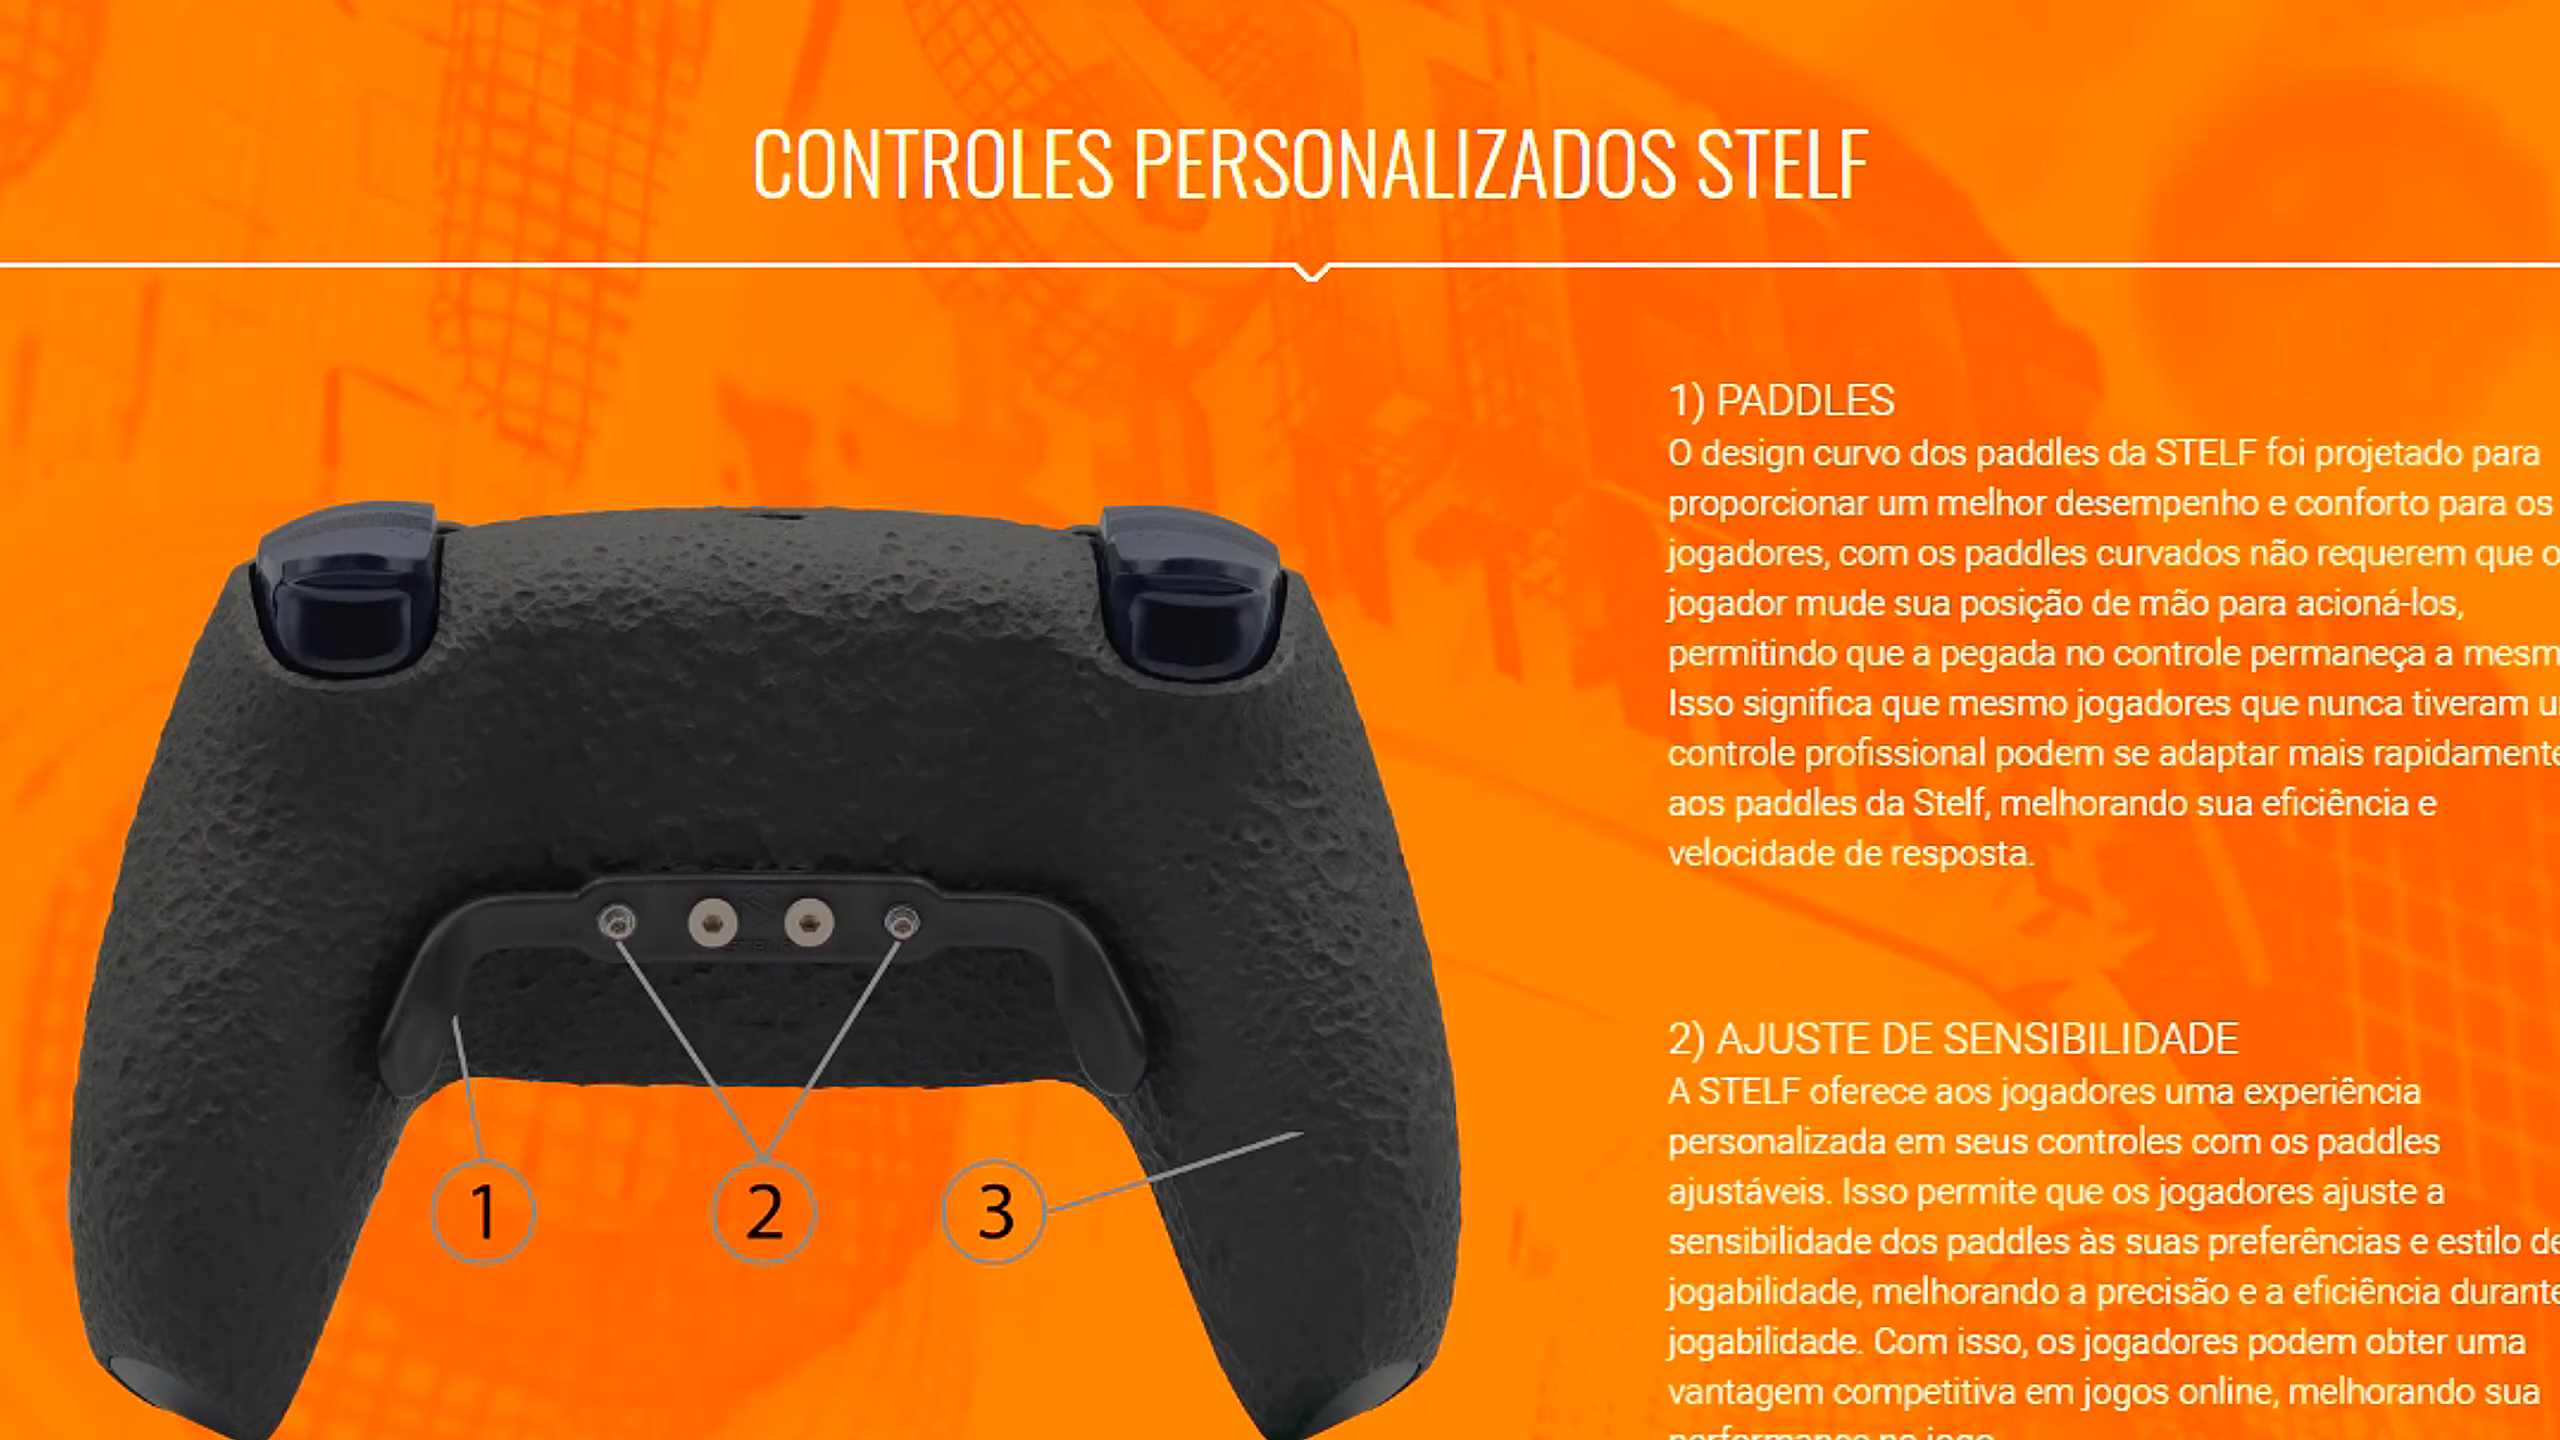 CONTROLES PERSONALIZADOS STELF
1) PADDLES
O design curvo dos paddles da STELF foi projetado para
proporcionar um melhor desempenho e conforto para os
jogadores, com os paddles curvados não requerem que o
jogador mude sua posição de mão para acioná-los,
permitindo que a pegada no controle permaneça a mesm
Isso significa que mesmo jogadores que nunca tiveram u
controle profissional podem se adaptar mais rapidamente
aos paddles da Stelf, melhorando sua eficiência e
velocidade de resposta.
2) AJUSTE DE SENSIBILIDADE
A STELF oferece aos jogadores uma experiência
personalizada em seus controles com os paddles
ajustáveis. Isso permite que os jogadores ajuste a
sensibilidade dos paddles às suas preferências e estilo de
jogabilidade, melhorando a precisão e a eficiência durante
jogabilidade. Com isso, os jogadores podem obter uma
vantagem competitiva em jogos online, melhorando sua
STELF
1
2
3